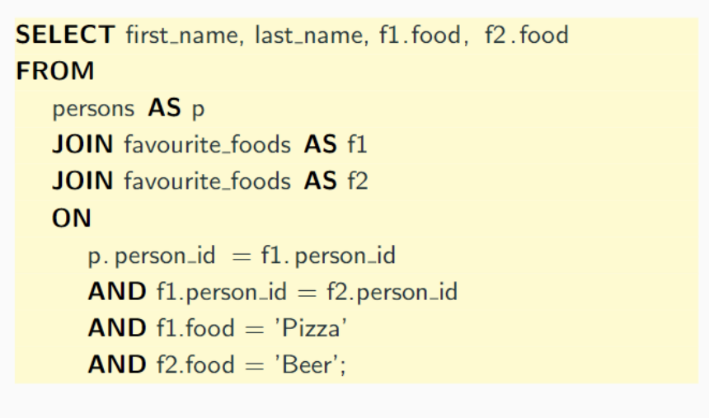 SELECT first_name, last_name, f1.food, f2.food
FROM
persons AS p
JOIN favourite_foods AS f1
JOIN favourite_foods AS f2
ON
p.person_id = f1.person_id
AND f1.person_id = f2.person_id
AND f1.food = 'Pizza'
AND f2.food = 'Beer';